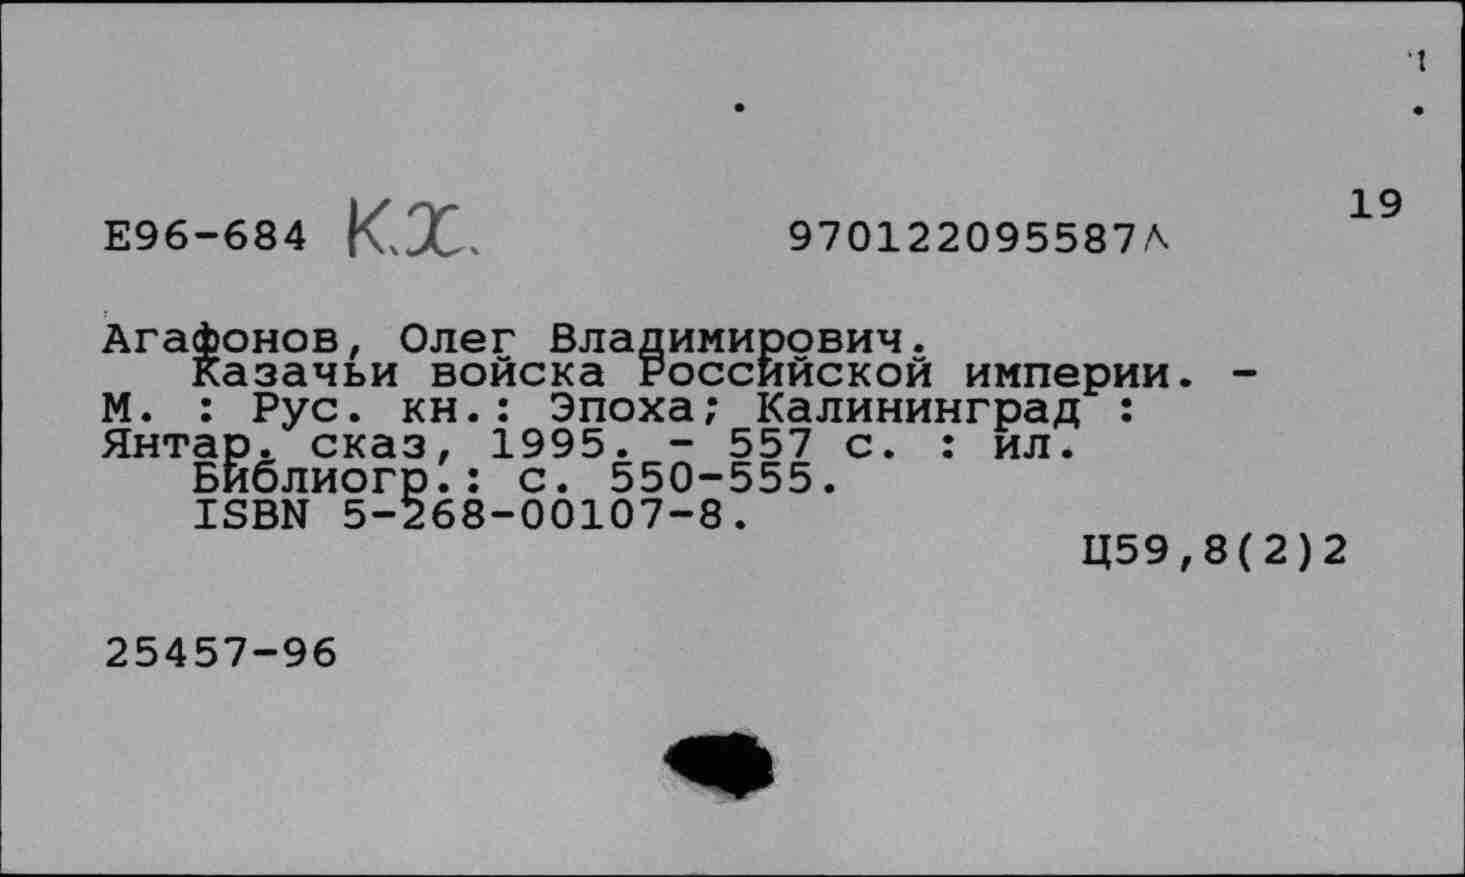 19
Е96-684 К.Х. 970122095587Л
Агафонов, Олег Владимирович.
Казачьи войска Российской империи. -
М. : Рус. кн.: Эпоха; Калининград :
Янтар. сказ, 1995. - 557 с. : ил.
Библиогр.: с. 550-555.
ISBN 5-268-00107-8.
Ц59,8(2)2
25457-96